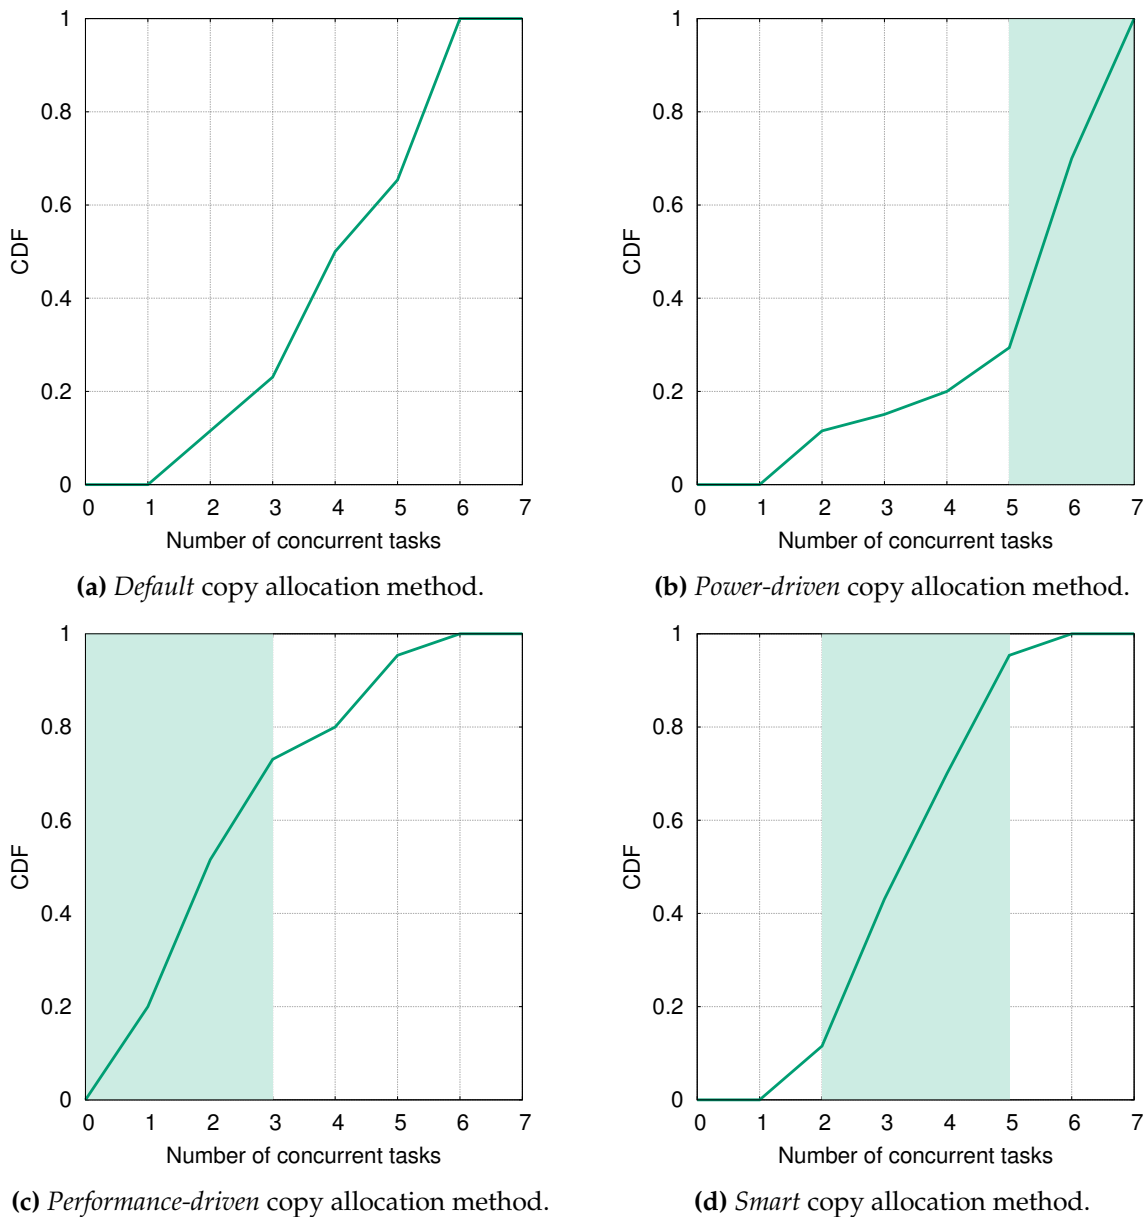 1
0.8
0.6
0.4
0.2
0
CDF
0 1 2 3 4 5 6 7
Number of concurrent tasks
(a) Default copy allocation method.
1
0.8
0.6
0.4
0.2
0
CDF
0 1 2 3 4 5 6 7
Number of concurrent tasks
(b) Power-driven copy allocation method.
1
0.8
0.6
0.4
0.2
0
CDF
0 1 2 3 4 5 6 7
Number of concurrent tasks
(c) Performance-driven copy allocation method.
1
0.8
0.6
0.4
0.2
0
CDF
0 1 2 3 4 5 6 7
Number of concurrent tasks
(d) Smart copy allocation method.